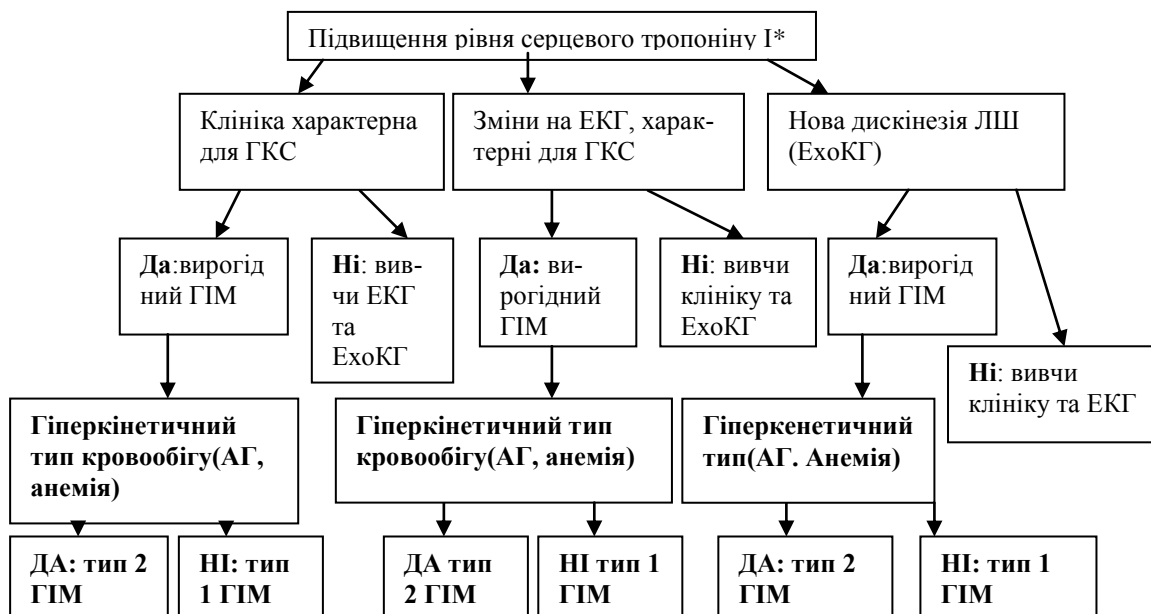 Підвищення рівня серцевого тропоніну I*
Клініка характерна
для ГКС
Зміни на ЕКГ, харак-
терні для ГКС
Нова дискінезія ЛШ
(ЕхоКГ)
Да:вирогід
ний ГІМ
Ні: вив-
чи ЕКГ
та
ЕхоКГ
Да: ви-
рогідний
ГІМ
Ні: вивчи
клініку та
ЕхоКГ
Да:вирогід
ний ГІМ
Ні: вивчи
клініку та ЕКГ
Гіперкінетичний
тип кровообігу(АГ,
анемія)
Гіперкінетичний тип
кровообігу(АГ, анемія)
Гіперкенетичний
тип(АГ. Анемія)
ДА: тип 2
ГІМ
НІ: тип
1 ГІМ
ДА тип
2 ГІМ
НІ тип 1
ГІМ
ДА: тип 2
ГІМ
НІ: тип 1
ГІМ